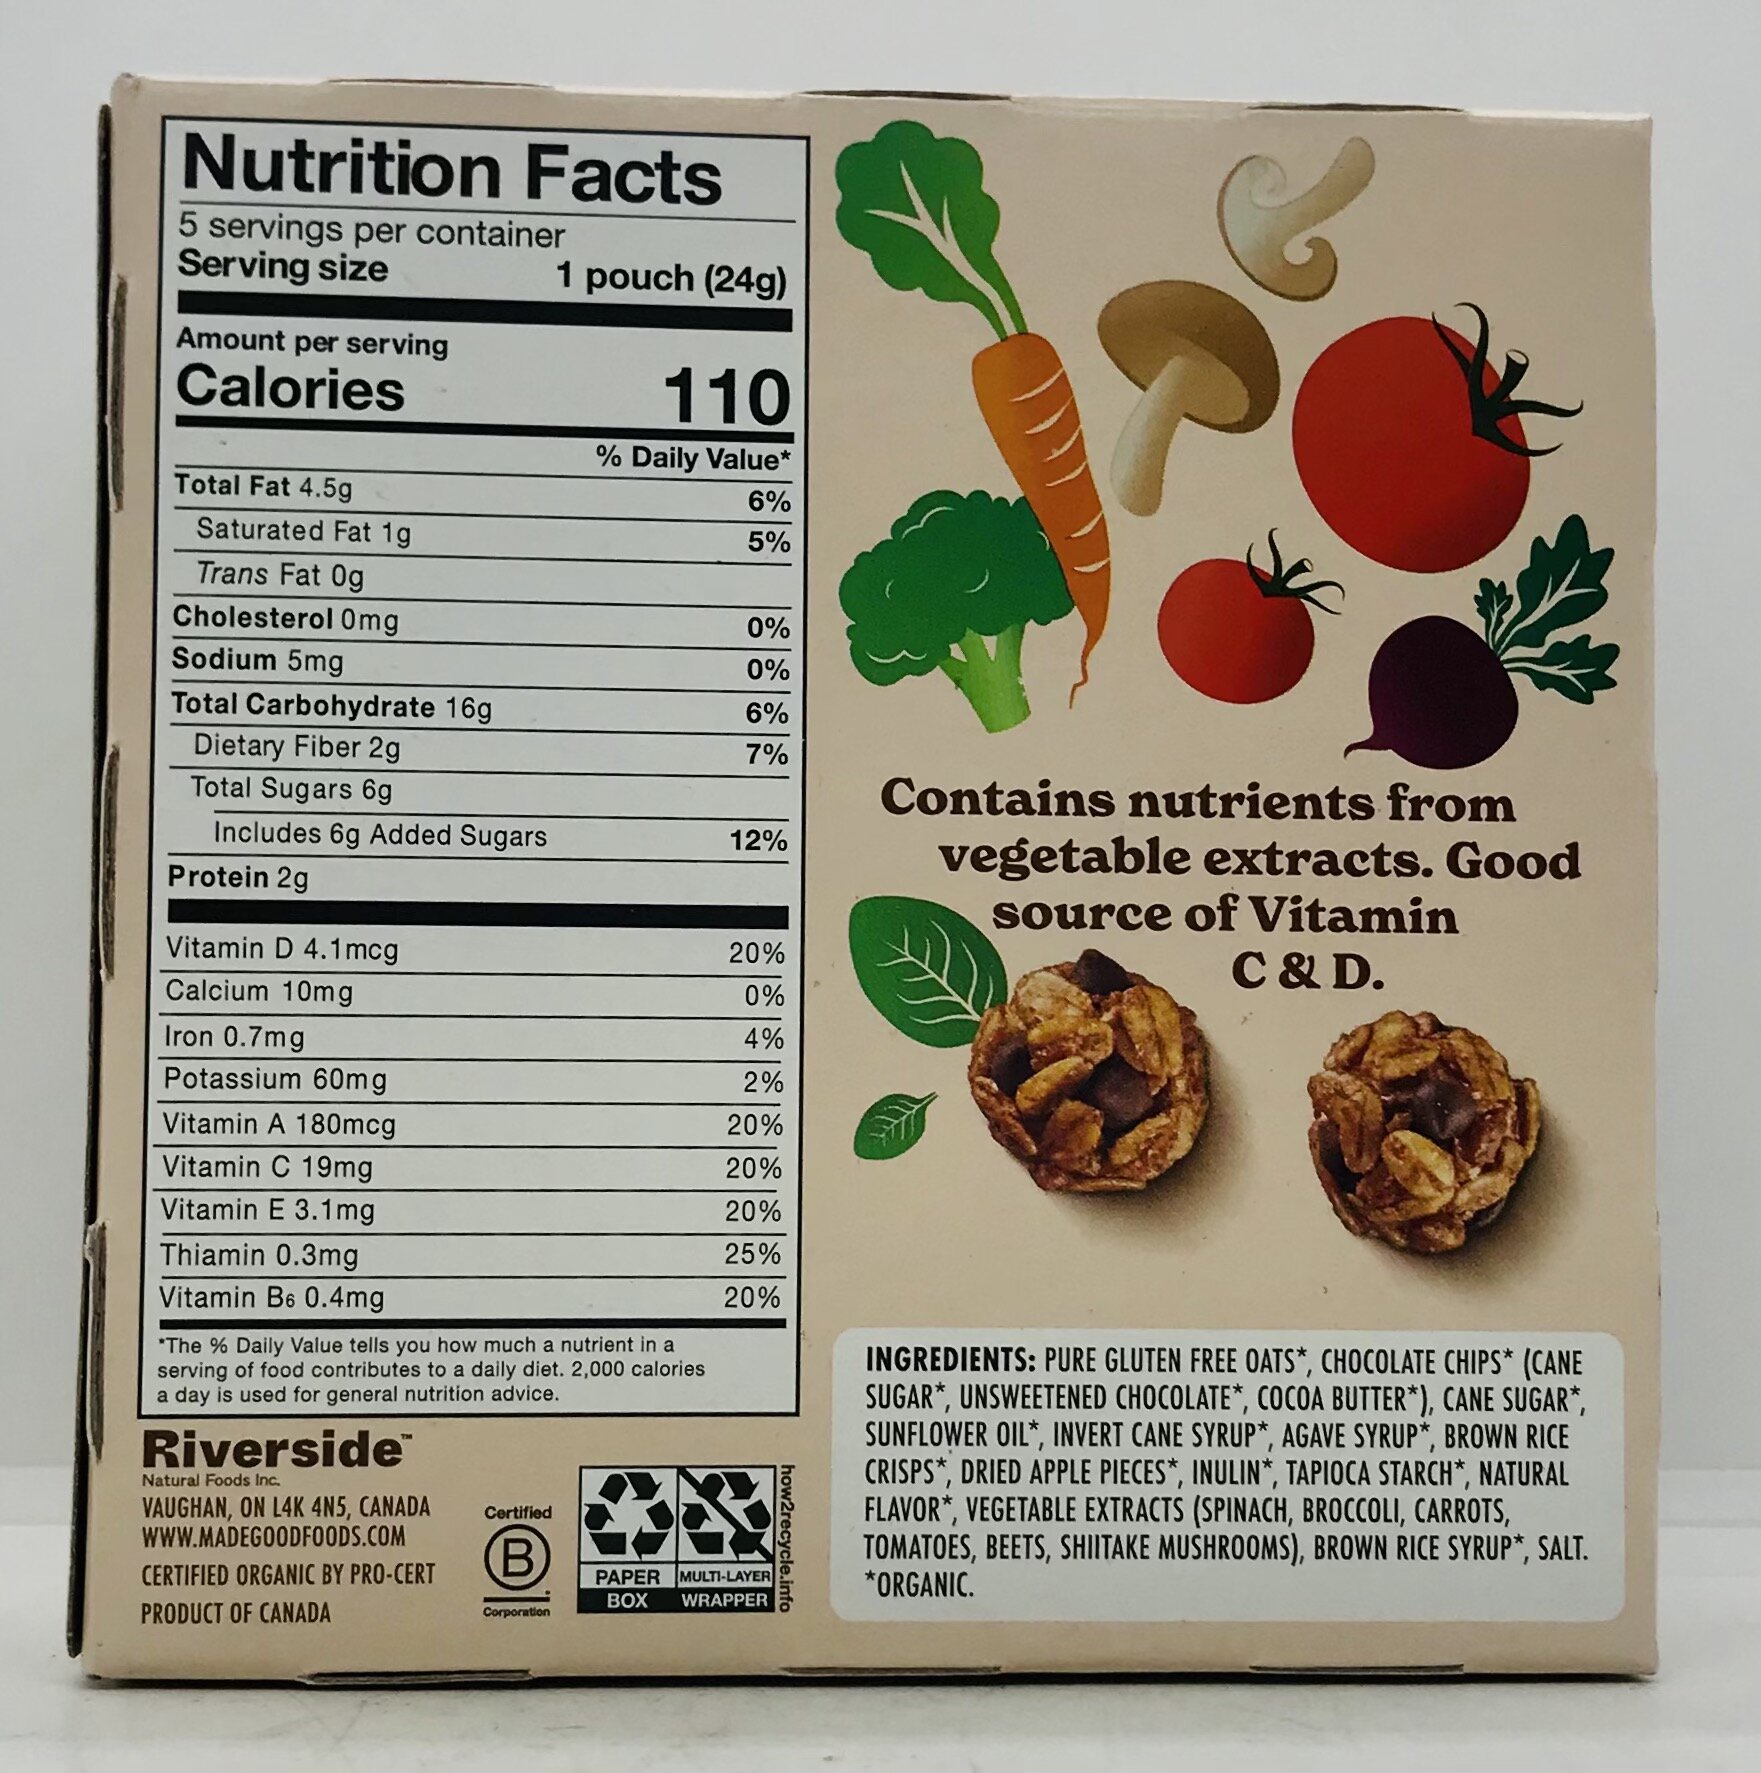 Nutrition Facts
5 servings per container
Serving size 1 pouch (24g)
Amount per serving
Calories 110
% Daily Value*
Total Fat 4.5g 6%
Saturated Fat 1g 5%
Trans Fat 0g
Cholesterol 0mg 0%
Sodium 5mg 0%
Total Carbohydrate 16g 6%
Dietary Fiber 2g 7%
Total Sugars 6g
Includes 6g Added Sugars 12%
Protein 2g
Vitamin D 4.1mcg 20%
Calcium 10mg 0%
Iron 0.7mg 4%
Potassium 60mg 2%
Vitamin A 180mcg 20%
Vitamin C 19mg 20%
Vitamin E 3.1mg 20%
Thiamin 0.3mg 25%
Vitamin B6 0.4mg 20%
*The % Daily Value tells you how much a nutrient in a
serving of food contributes to a daily diet. 2,000 calories
a day is used for general nutrition advice.
Riverside™
Natural Foods Inc.
VAUGHAN, ON L4K 4N5, CANADA
WWW.MADEGOODFOODS.COM
CERTIFIED ORGANIC BY PRO-CERT
PRODUCT OF CANADA
Certified
B
Corporation
PAPER
BOX
MULTI-LAYER
WRAPPER
how2recycle.info
Contains nutrients from
vegetable extracts. Good
source of Vitamin
C & D.
INGREDIENTS: PURE GLUTEN FREE OATS*, CHOCOLATE CHIPS* (CANE
SUGAR*, UNSWEETENED CHOCOLATE*, COCOA BUTTER*), CANE SUGAR*,
SUNFLOWER OIL*, INVERT CANE SYRUP*, AGAVE SYRUP*, BROWN RICE
CRISPS*, DRIED APPLE PIECES*, INULIN*, TAPIOCA STARCH*, NATURAL
FLAVOR*, VEGETABLE EXTRACTS (SPINACH, BROCCOLI, CARROTS,
TOMATOES, BEETS, SHIITAKE MUSHROOMS), BROWN RICE SYRUP*, SALT.
*ORGANIC.